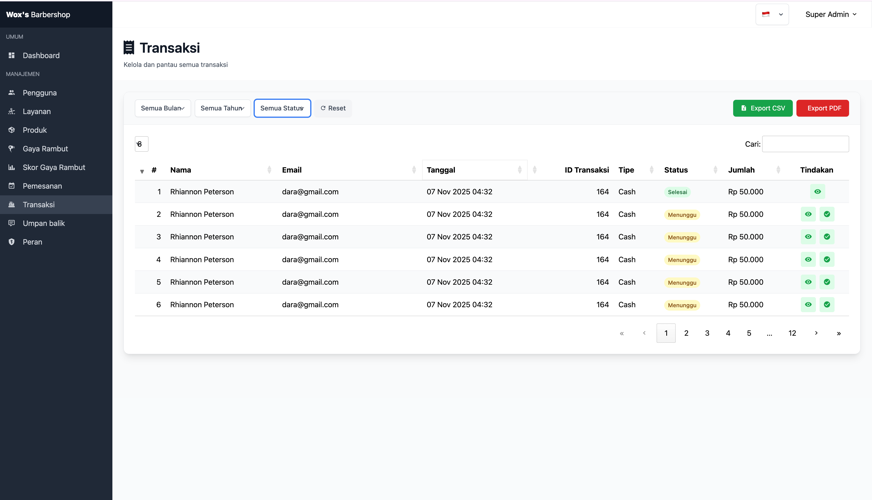 Wox's Barbershop
Super Admin
UMUM
Dashboard
MANAJEMEN
Pengguna
Layanan
Produk
Gaya Rambut
Skor Gaya Rambut
Pemesanan
Transaksi
Umpan balik
Peran
Transaksi
Kelola dan pantau semua transaksi
Semua Bulan Semua Tahun Semua Status Reset Export CSV Export PDF
6 Cari:
# Nama Email Tanggal ID Transaksi Tipe Status Jumlah Tindakan
1 Rhiannon Peterson dara@gmail.com 07 Nov 2025 04:32 164 Cash Selesai Rp 50.000
2 Rhiannon Peterson dara@gmail.com 07 Nov 2025 04:32 164 Cash Menunggu Rp 50.000
3 Rhiannon Peterson dara@gmail.com 07 Nov 2025 04:32 164 Cash Menunggu Rp 50.000
4 Rhiannon Peterson dara@gmail.com 07 Nov 2025 04:32 164 Cash Menunggu Rp 50.000
5 Rhiannon Peterson dara@gmail.com 07 Nov 2025 04:32 164 Cash Menunggu Rp 50.000
6 Rhiannon Peterson dara@gmail.com 07 Nov 2025 04:32 164 Cash Menunggu Rp 50.000
« ‹ 1 2 3 4 5 … 12 › »